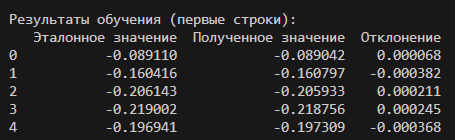 Результаты обучения (первые строки):
Эталонное значение  Полученное значение  Отклонение
0  -0.089110  -0.089042  0.000068
1  -0.160416  -0.160797  -0.000382
2  -0.206143  -0.205933  0.000211
3  -0.219002  -0.218756  0.000245
4  -0.196941  -0.197309  -0.000368